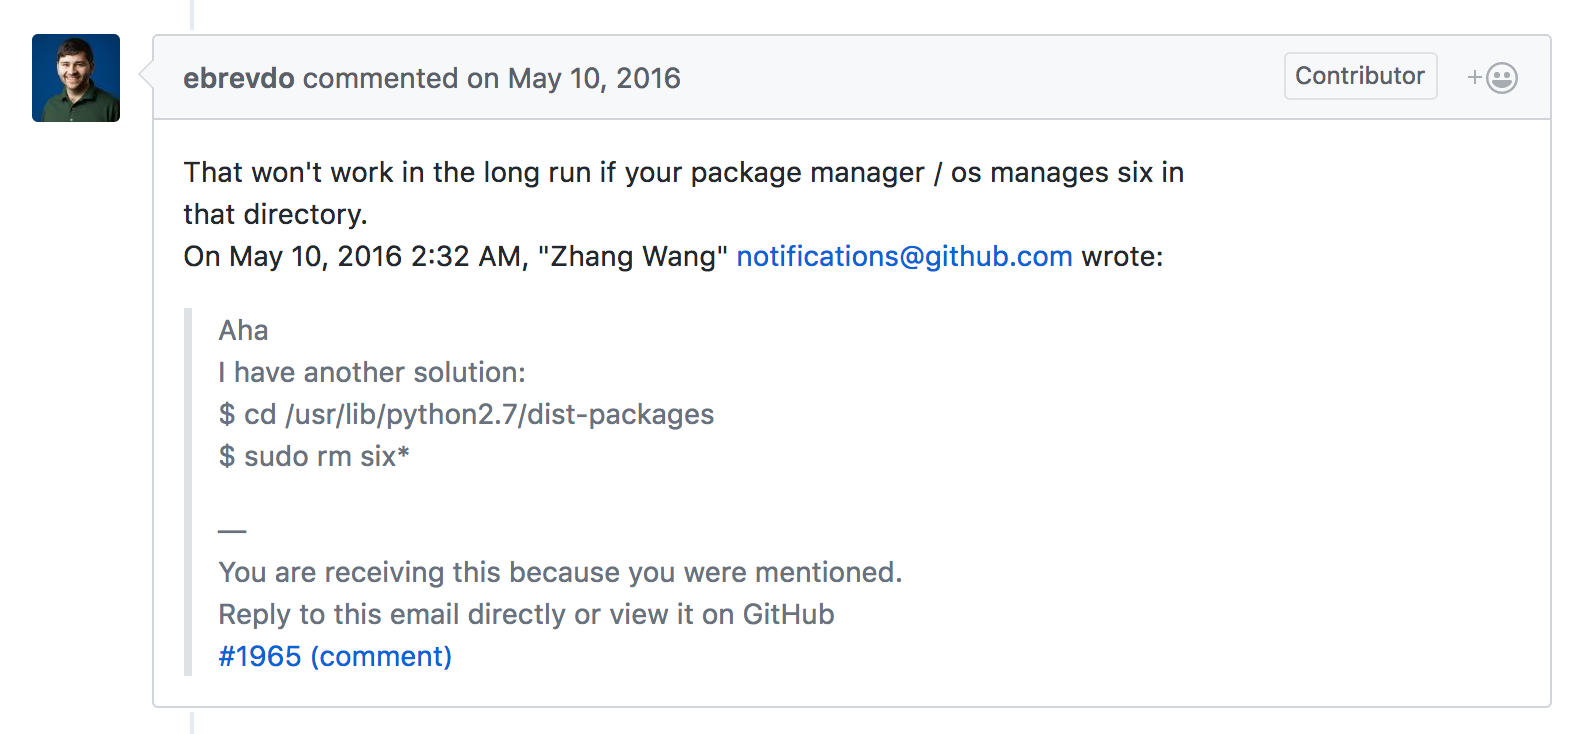 ebrevdo commented on May 10, 2016
Contributor
+
That won't work in the long run if your package manager / os manages six in
that directory.
On May 10, 2016 2:32 AM, "Zhang Wang" notifications@github.com wrote:
Aha
I have another solution:
$ cd /usr/lib/python2.7/dist-packages
$ sudo rm six*
—
You are receiving this because you were mentioned.
Reply to this email directly or view it on GitHub
#1965 (comment)